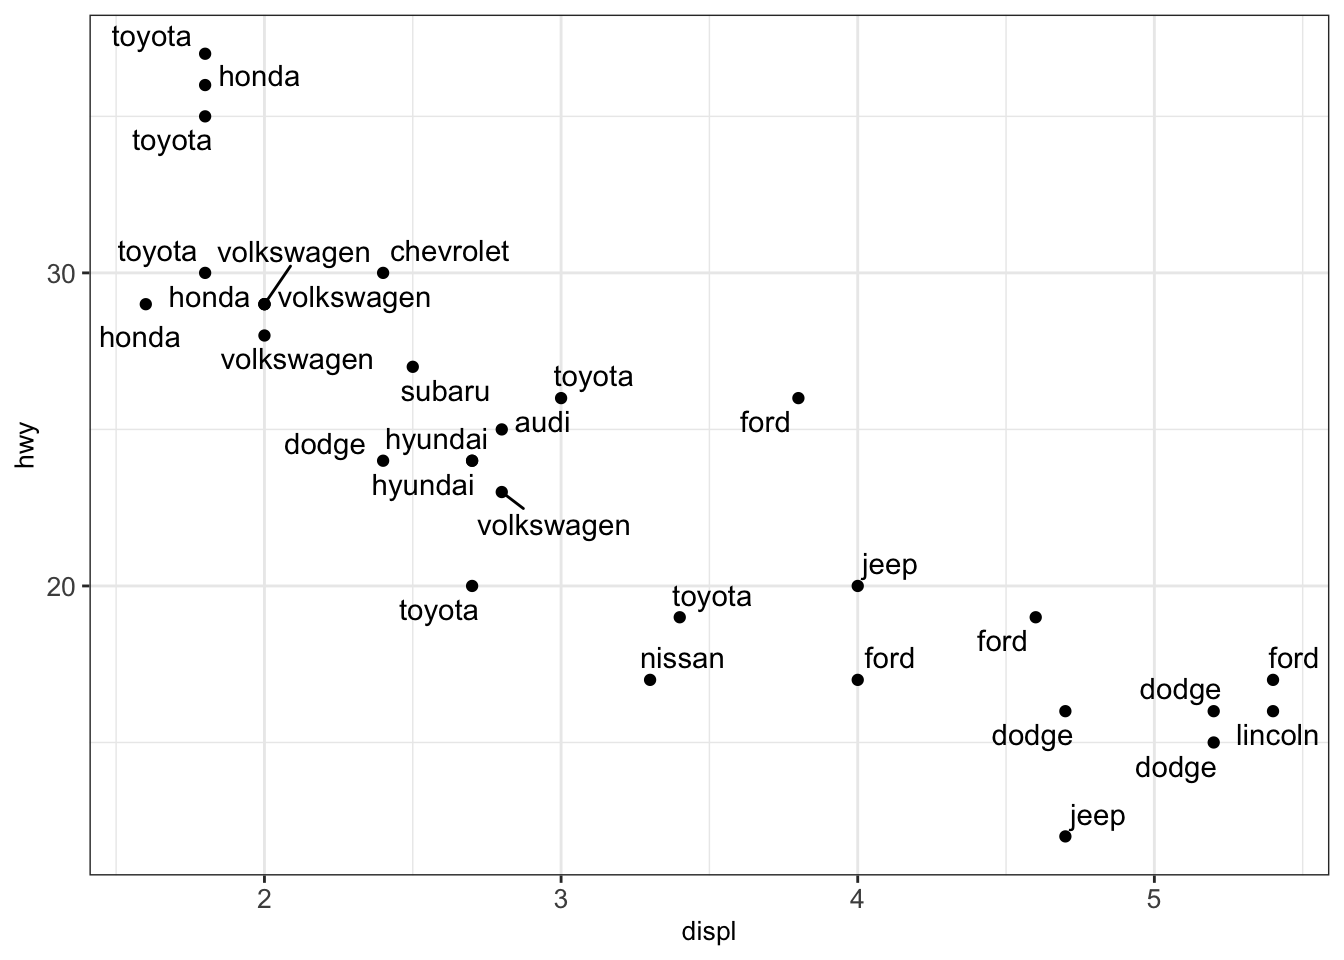 toyota
honda
toyota
toyota volkswagen chevrolet
30
honda volkswagen
honda
volkswagen
toyota
subaru
audi
ford
hyundai
dodge
hwy
hyundai
volkswagen
jeep
20
toyota
toyota
ford
nissan
ford
ford
dodge
dodge
lincoln
dodge
jeep
2 3 4 5
displ